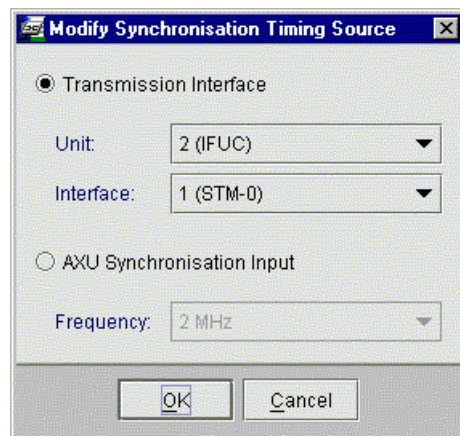 Modify Synchronisation Timing Source
Transmission Interface
Unit: 2 (IFUC)
Interface: 1 (STM-0)
AXU Synchronisation Input
Frequency: 2 MHz
OK Cancel